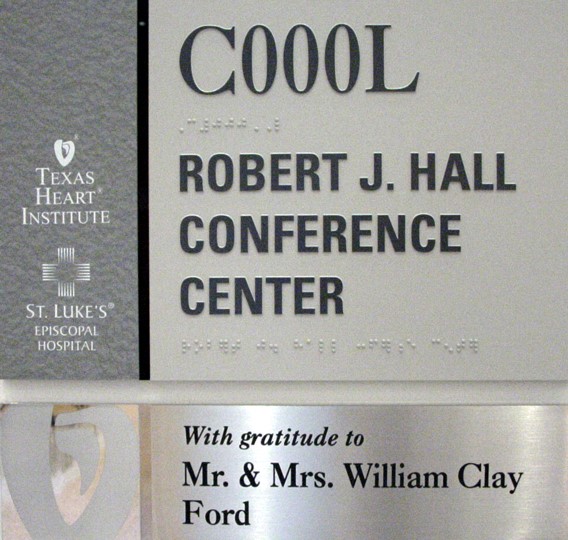 C000L
ROBERT J. HALL
CONFERENCE
CENTER
TEXAS
HEART®
INSTITUTE
ST. LUKE'S®
EPISCOPAL
HOSPITAL
With gratitude to
Mr. & Mrs. William Clay
Ford